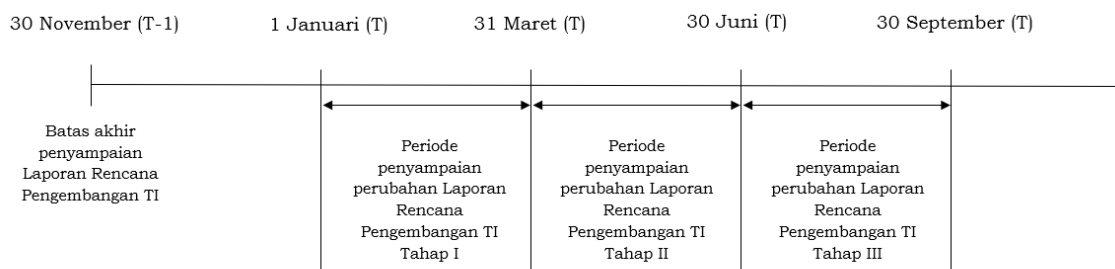 30 November (T-1)
1 Januari (T)
31 Maret (T)
30 Juni (T)
30 September (T)
Batas akhir
penyampaian
Laporan Rencana
Pengembangan TI
Periode
penyampaian
perubahan Laporan
Rencana
Pengembangan TI
Tahap I
Periode
penyampaian
perubahan Laporan
Rencana
Pengembangan TI
Tahap II
Periode
penyampaian
perubahan Laporan
Rencana
Pengembangan TI
Tahap III